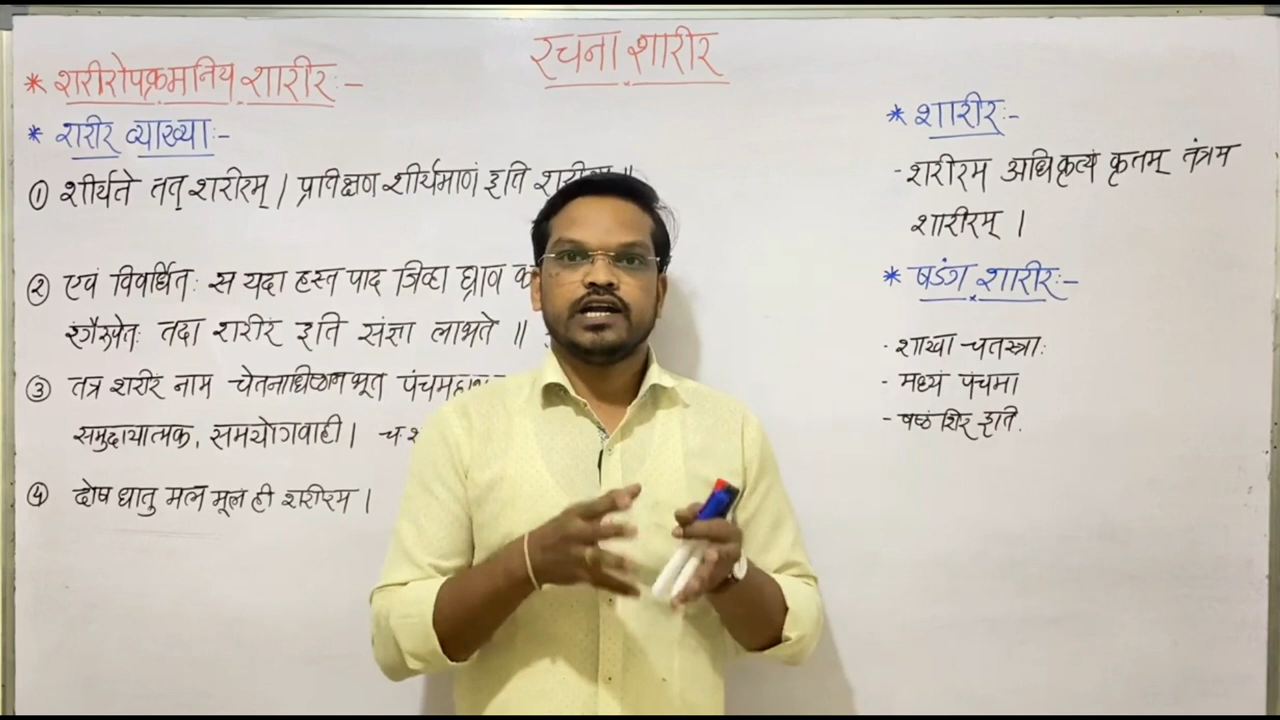 रचना शारीर
* शरीरोपक्रमनिय शारीर :-
* शरीर व्याख्या :-
① शीर्यते तत् शरीरम् | प्रतिक्षण शीर्यमाणं इति
② एवं विवर्धितः स यदा हस्त पाद जिव्हा घ्राव
तदा शरीर इति संज्ञा लाभते ||
③ तत्र शरीर नाम चेतनाधिष्ठान भूत
समुदायात्मक, समयोगवाही |
④ दोष धातु मल मूल ही शरीरम |
* शारीर :-
- शरीरम अधिकृत्य कृतम् तंत्रम
शारीरम् |
* षडंग शारीर :-
- शाखा चतस्त्राः
- मध्यं पंचमा
- षष्ठं शिर इति.